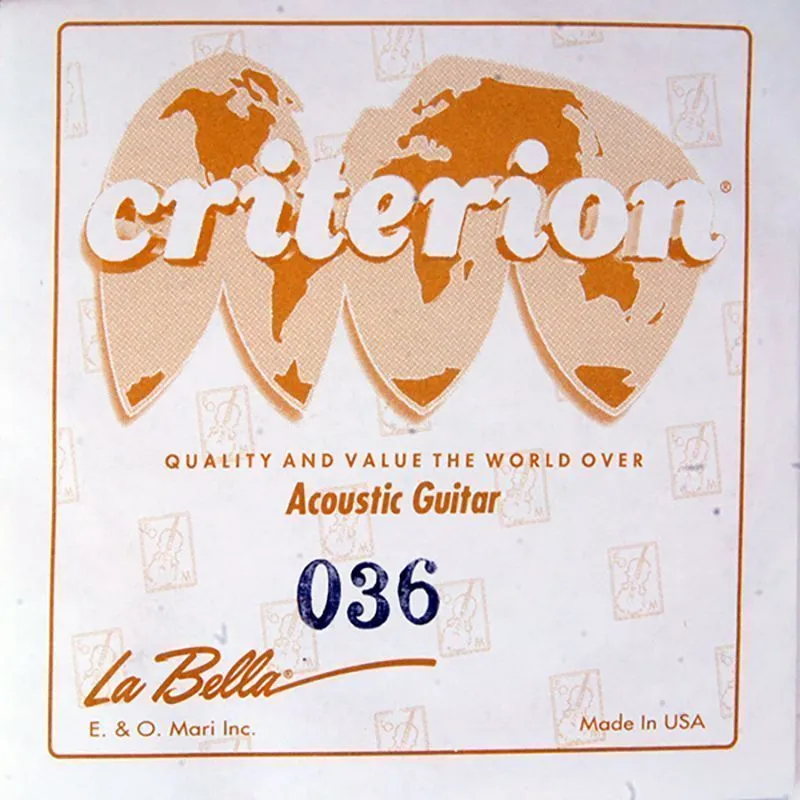 criterion®
QUALITY AND VALUE THE WORLD OVER
Acoustic Guitar
036
La Bella®
E. & O. Mari Inc.
Made In USA